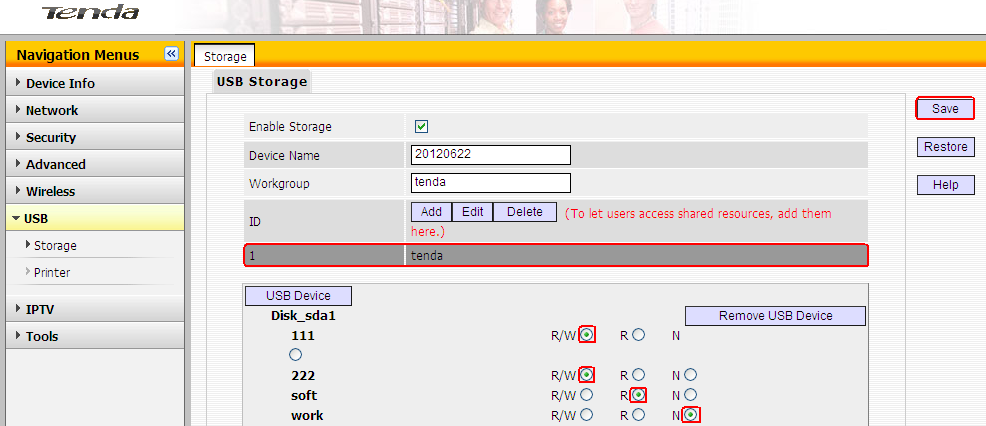 Tenda
Navigation Menus
Device Info
Network
Security
Advanced
Wireless
USB
Storage
Printer
IPTV
Tools
Storage
USB Storage
Enable Storage
Device Name 20120622
Workgroup tenda
ID Add Edit Delete (To let users access shared resources, add them
here.)
1 tenda
USB Device
Disk_sda1 Remove USB Device
111 R/W R N
222 R/W R N
soft R/W R N
work R/W R N
Save
Restore
Help